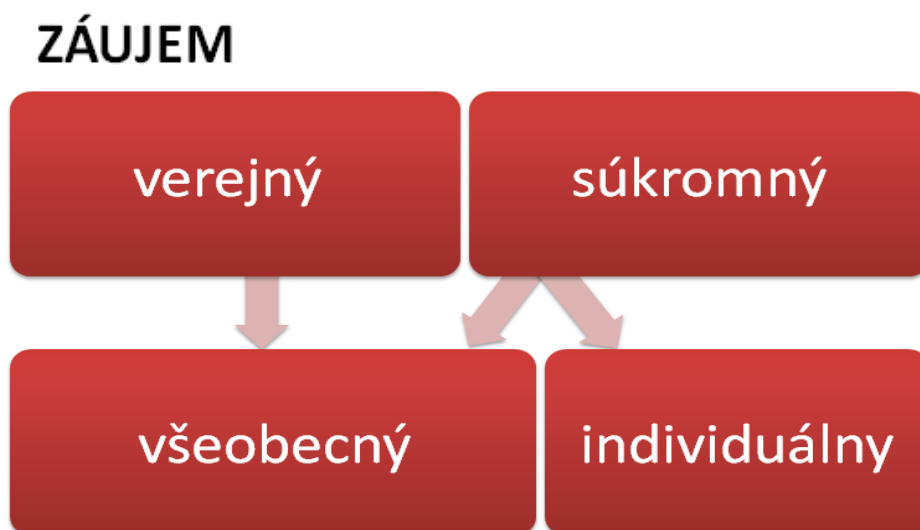 ZÁUJEM
verejný
súkromný
všeobecný
individuálny